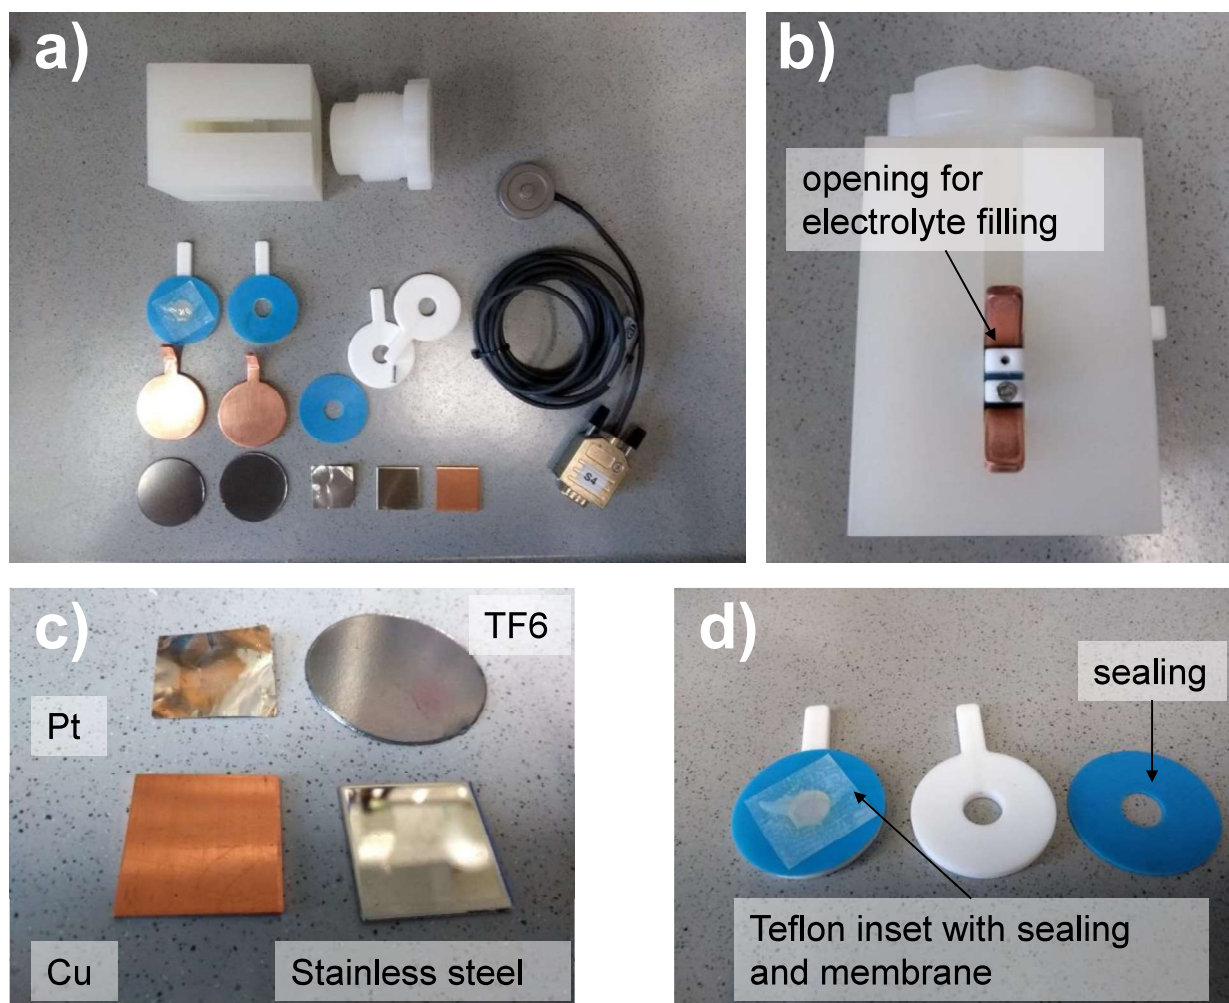 a)
b)
opening for
electrolyte filling
S4
c)
TF6
Pt
Cu
Stainless steel
d)
sealing
Teflon inset with sealing
and membrane